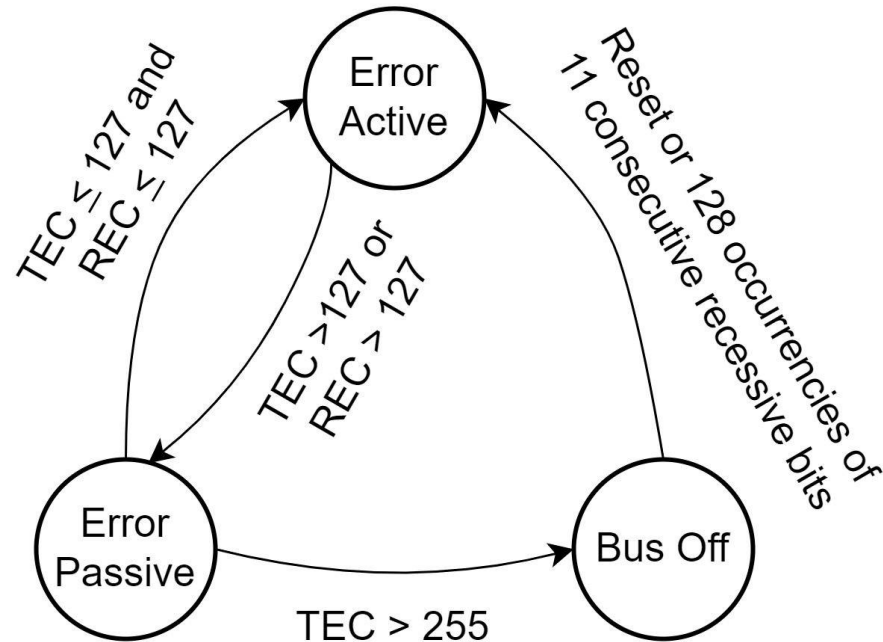 Error
Active
TEC ≤ 127 and
REC ≤ 127
TEC >127 or
REC > 127
Reset or 128 occurrencies of
11 consecutive recessive bits
Error
Passive
Bus Off
TEC > 255